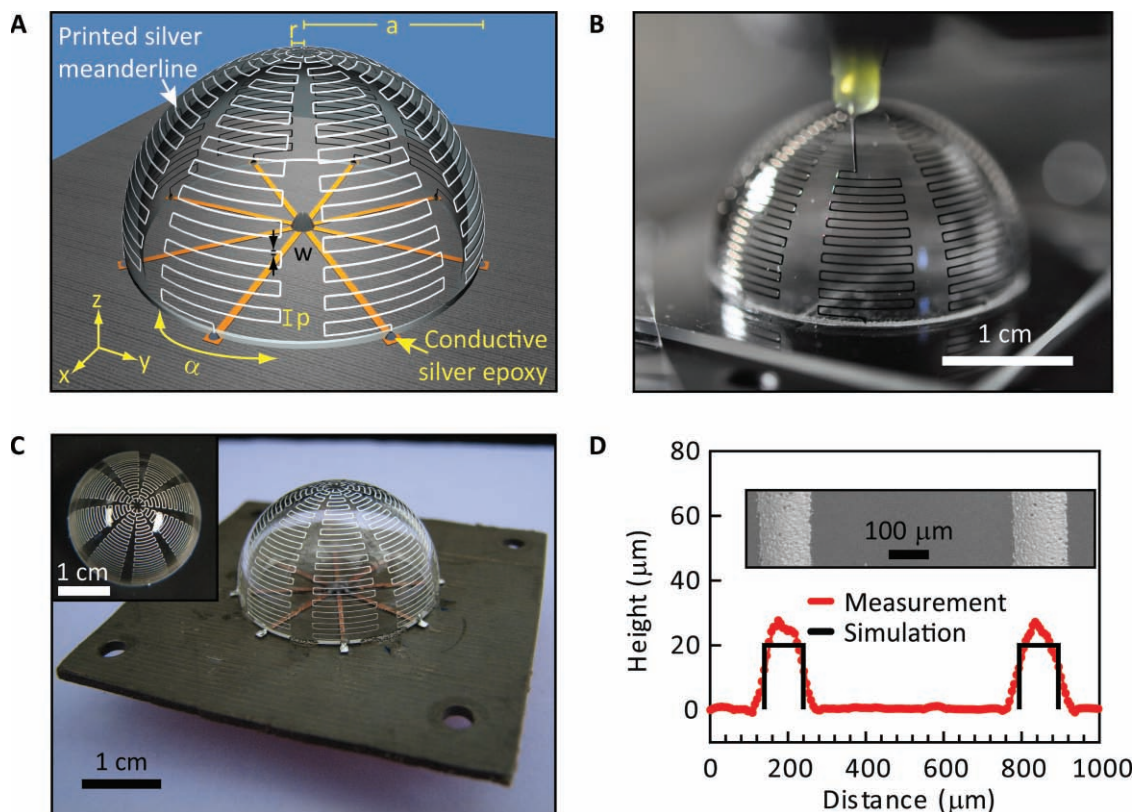 A
r
a
Printed silver
meanderline
w
p
z
y
x
α
Conductive
silver epoxy
B
1 cm
C
1 cm
1 cm
D
80
60
40
20
0
Height (μm)
100 μm
Measurement
Simulation
0 200 400 600 800 1000
Distance (μm)